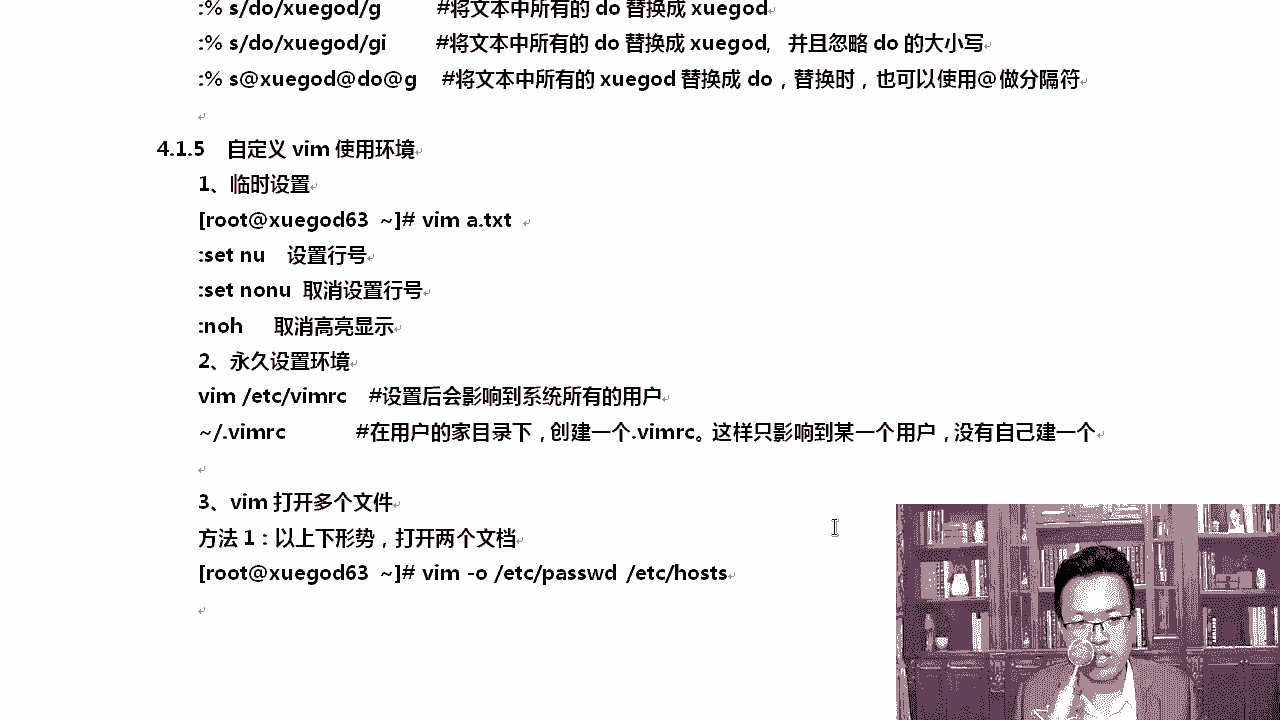 :% s/do/xuegod/g #将文本中所有的 do 替换成 xuegod
:% s/do/xuegod/gi #将文本中所有的 do 替换成 xuegod, 并且忽略 do 的大小写
:% s@xuegod@do@g #将文本中所有的 xuegod 替换成 do，替换时，也可以使用@做分隔符
4.1.5 自定义 vim 使用环境
1、临时设置
[root@xuegod63 ~]# vim a.txt
:set nu 设置行号
:set nonu 取消设置行号
:noh 取消高亮显示
2、永久设置环境
vim /etc/vimrc #设置后会影响到系统所有的用户
~/.vimrc #在用户的家目录下，创建一个.vimrc。这样只影响到某一个用户，没有自己建一个
3、vim 打开多个文件
方法 1：以上下形势，打开两个文档
[root@xuegod63 ~]# vim -o /etc/passwd /etc/hosts